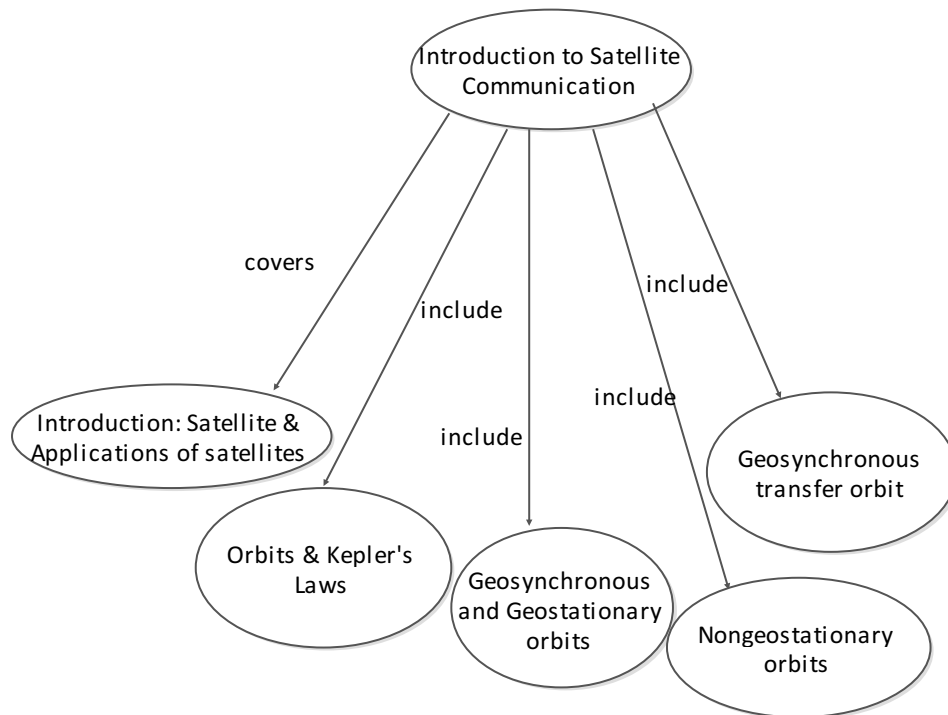 Introduction to Satellite
Communication
covers
include
include
include
include
Introduction: Satellite &
Applications of satellites
Orbits & Kepler's
Laws
Geosynchronous
and Geostationary
orbits
Nongeostationary
orbits
Geosynchronous
transfer orbit